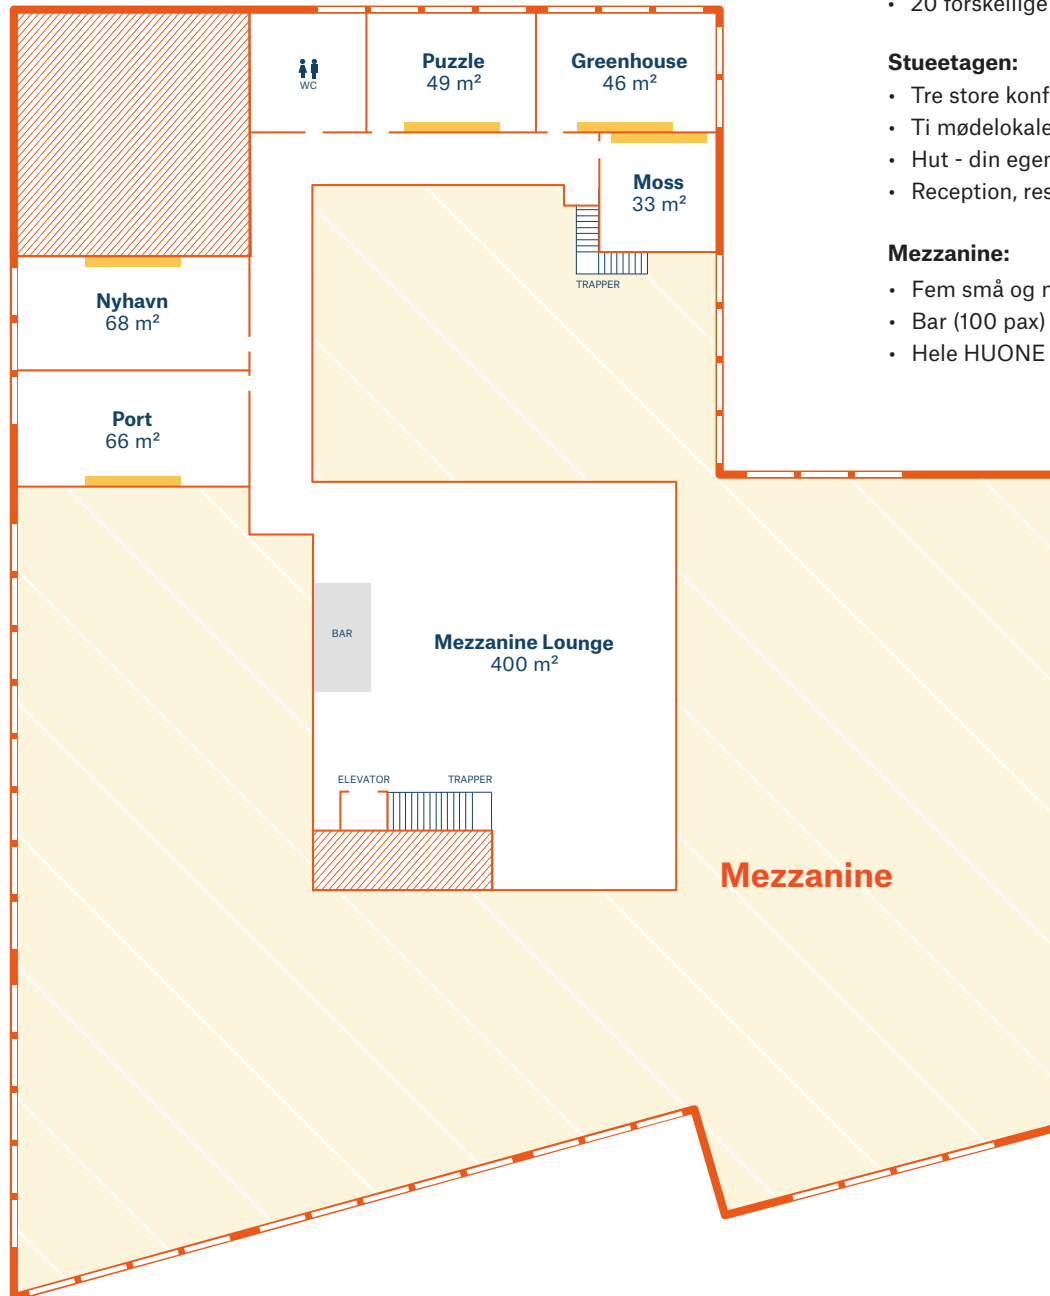 • 20 forskellige
Stueetagen:
• Tre store konf
• Ti mødelokale
• Hut - din egen
• Reception, res
Mezzanine:
• Fem små og m
• Bar (100 pax)
• Hele HUONE
WC
Puzzle
49 m²
Greenhouse
46 m²
Moss
33 m²
TRAPPER
Nyhavn
68 m²
Port
66 m²
BAR
Mezzanine Lounge
400 m²
ELEVATOR
TRAPPER
Mezzanine